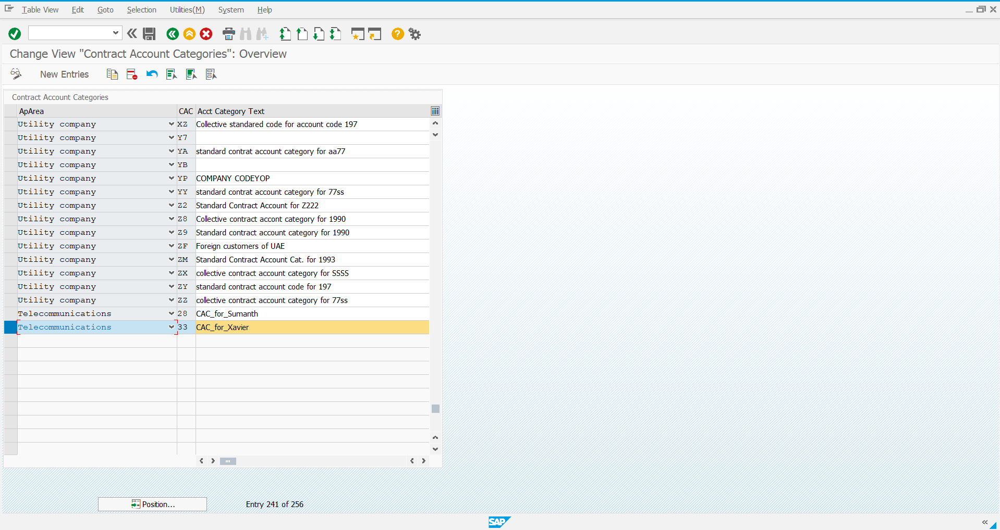 Table View Edit Goto Selection Utilities(M) System Help
Change View "Contract Account Categories": Overview
New Entries
Contract Account Categories
ApArea CAC Acct Category Text
Utility company XZ Collective standared code for account code 197
Utility company Y7
Utility company YA standard contrat account category for aa77
Utility company YB
Utility company YP COMPANY CODEYOP
Utility company YY standard contrat account category for 77ss
Utility company Z2 Standard Contract Account for Z222
Utility company Z8 Collective contract accont category for 1990
Utility company Z9 Standard contract account category for 1990
Utility company ZF Foreign customers of UAE
Utility company ZM Standard Contract Account Cat. for 1993
Utility company ZX collective contract account category for SSSS
Utility company ZY standard contract account code for 197
Utility company ZZ collective contract account category for 77ss
Telecommunications 28 CAC_for_Sumanth
Telecommunications 33 CAC_for_Xavier
Position... Entry 241 of 256
SAP